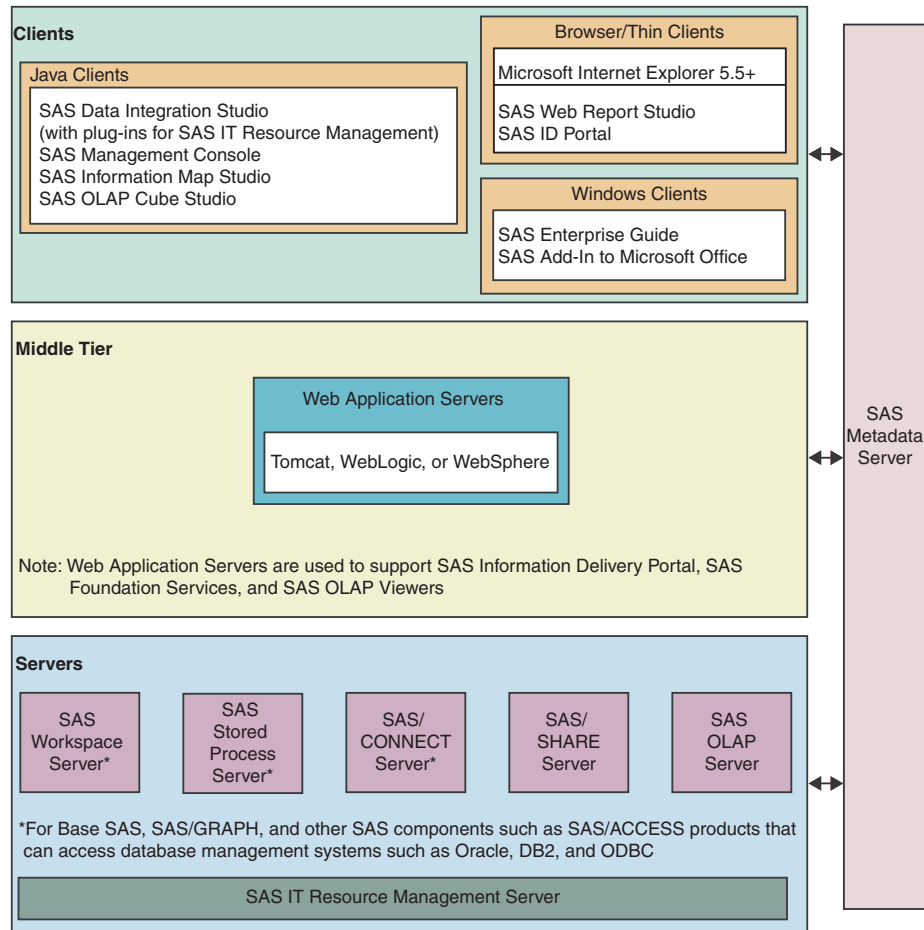 Clients
Java Clients
SAS Data Integration Studio
(with plug-ins for SAS IT Resource Management)
SAS Management Console
SAS Information Map Studio
SAS OLAP Cube Studio
Browser/Thin Clients
Microsoft Internet Explorer 5.5+
SAS Web Report Studio
SAS ID Portal
Windows Clients
SAS Enterprise Guide
SAS Add-In to Microsoft Office
Middle Tier
Web Application Servers
Tomcat, WebLogic, or WebSphere
Note: Web Application Servers are used to support SAS Information Delivery Portal, SAS
Foundation Services, and SAS OLAP Viewers
SAS
Metadata
Server
Servers
SAS
Workspace
Server*
SAS
Stored
Process
Server*
SAS/
CONNECT
Server*
SAS/
SHARE
Server
SAS
OLAP
Server
*For Base SAS, SAS/GRAPH, and other SAS components such as SAS/ACCESS products that
can access database management systems such as Oracle, DB2, and ODBC
SAS IT Resource Management Server